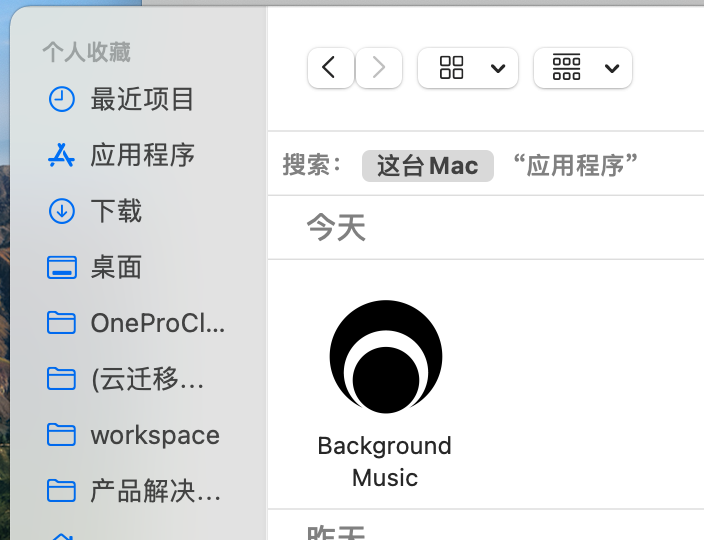 个人收藏
最近项目
应用程序
下载
桌面
OneProCl...
(云迁移...
workspace
产品解决...
搜索： 这台 Mac “应用程序”
今天
Background
Music
昨天